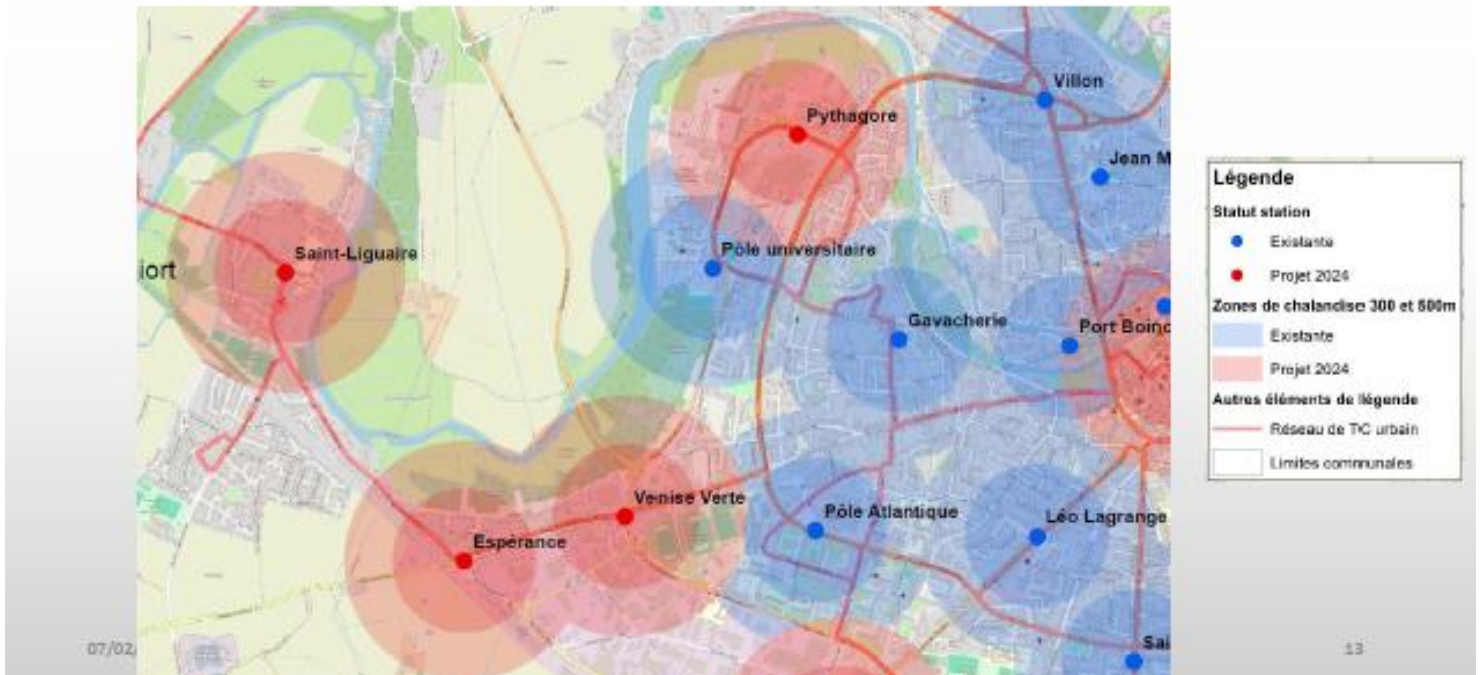 Villon
Pythagore
Jean M
Saint-Liguaire
iort
Pôle universitaire
Gavacherie
Port Boino
Venise Verte
Pôle Atlantique
Léo Lagrange
Espérance
Sai
07/02,
13
Légende
Statut station
Existante
Projet 2024
Zones de chalandise 300 et 500m
Existante
Projet 2024
Autres éléments de légende
Réseau de TC urbain
Limites communales